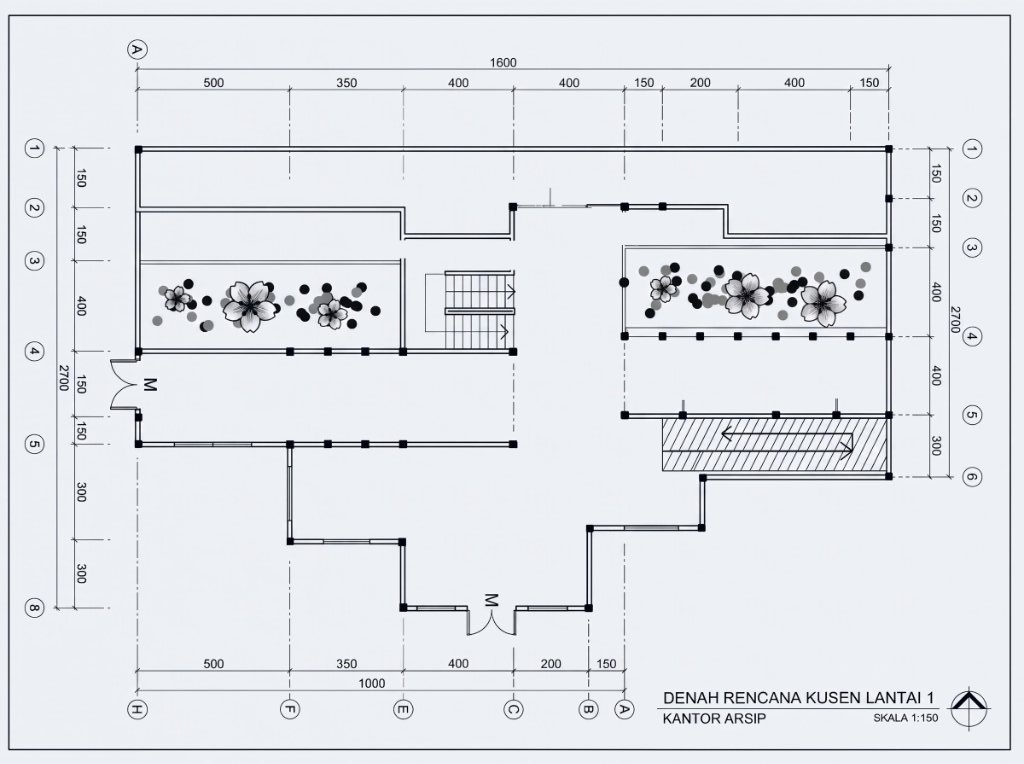 A
1600
500 350 400 400 150 200 400 150
1 1
150 150
2 2
150 150
3 3
400 400
2700
4 4
2700
150 M 400
150
5 5
300
300
6
300
8
M
500 350 400 200 150
1000
H F E C B A
DENAH RENCANA KUSEN LANTAI 1
KANTOR ARSIP SKALA 1:150